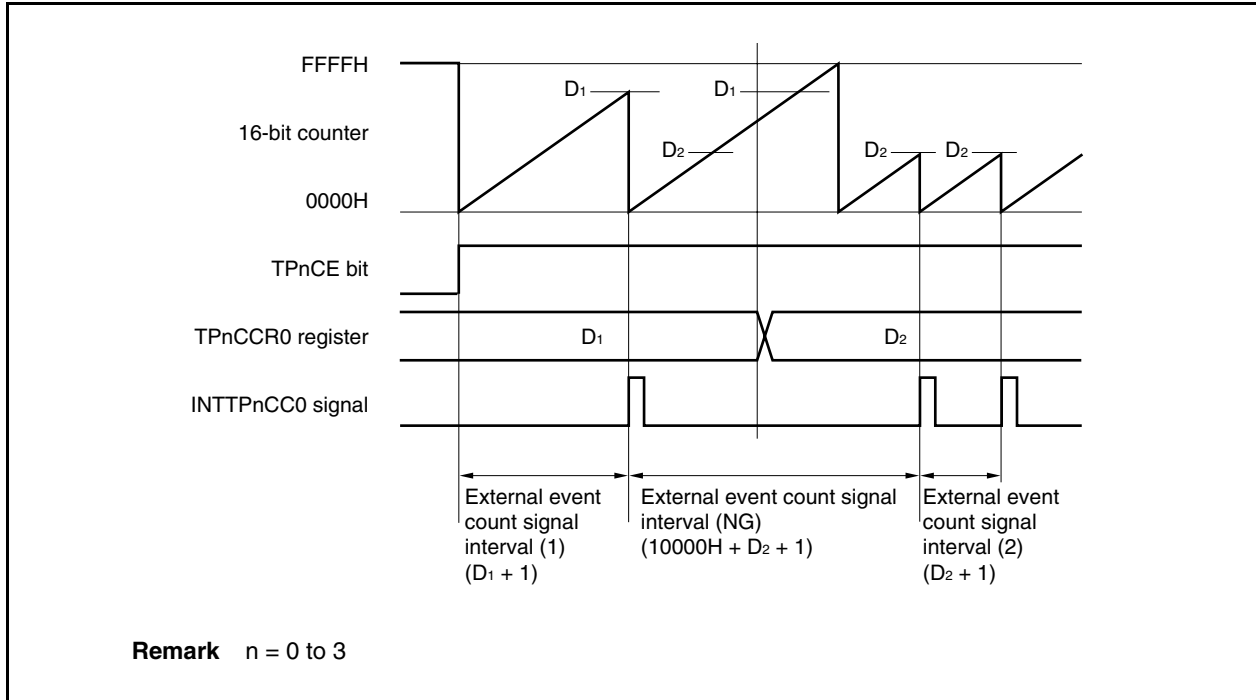 FFFFH
D1
D1
16-bit counter
D2
D2
D2
0000H
TPnCE bit
TPnCCR0 register
D1
D2
INTTPnCC0 signal
External event
count signal
interval (1)
(D1 + 1)
External event count signal
interval (NG)
(10000H + D2 + 1)
External event
count signal
interval (2)
(D2 + 1)
Remark n = 0 to 3